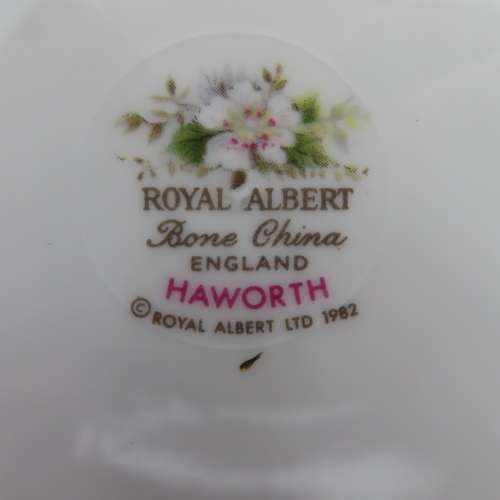 ROYAL ALBERT
Bone China
ENGLAND
HAWORTH
© ROYAL ALBERT LTD 1982